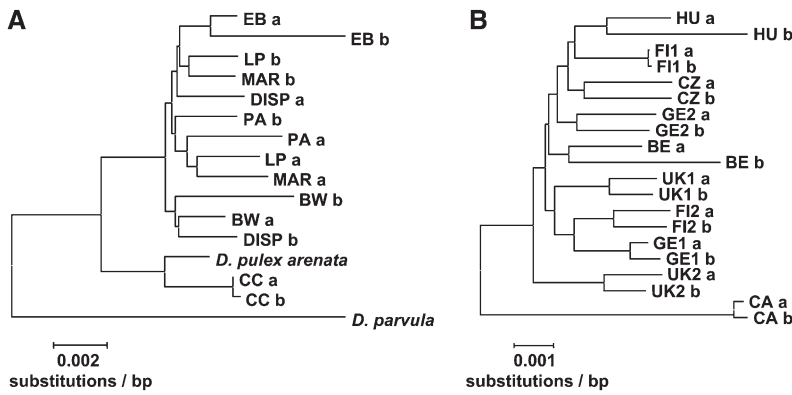 A
EB a
EB b
LP b
MAR b
DISP a
PA b
PA a
LP a
MAR a
BW b
BW a
DISP b
D. pulex arenata
CC a
CC b
D. parvula
0.002
substitutions / bp
B
HU a
HU b
FI1 a
FI1 b
CZ a
CZ b
GE2 a
GE2 b
BE a
BE b
UK1 a
UK1 b
FI2 a
FI2 b
GE1 a
GE1 b
UK2 a
UK2 b
CA a
CA b
0.001
substitutions / bp